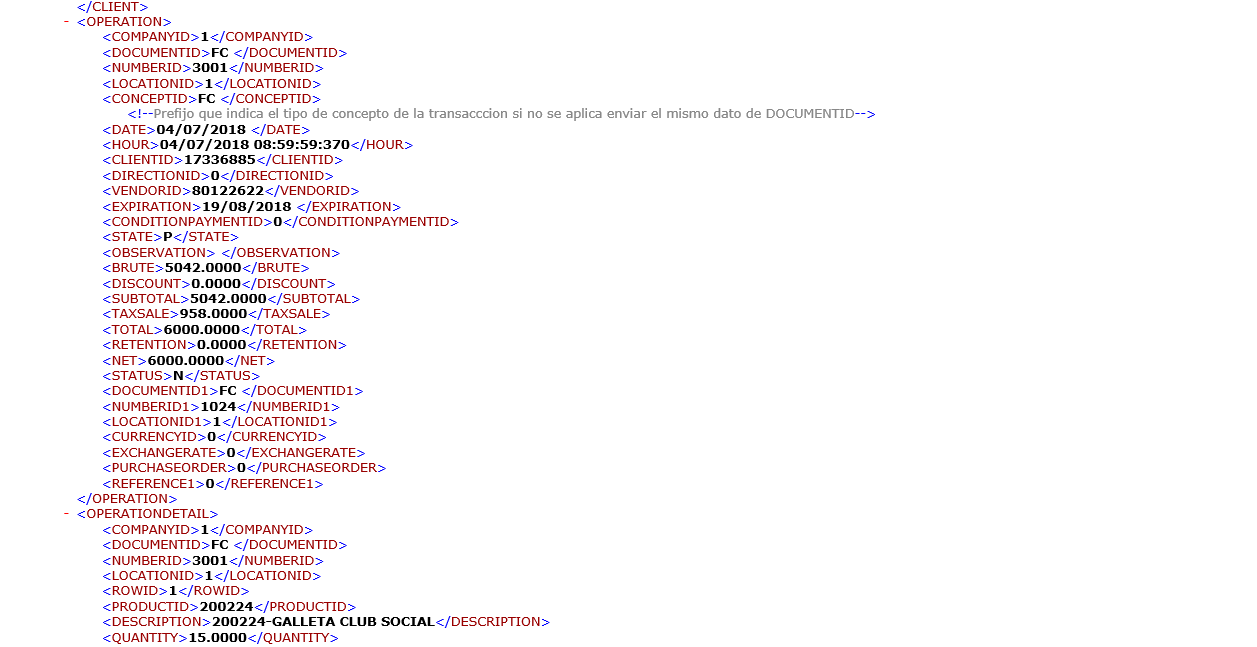 </CLIENT>
- <OPERATION>
<COMPANYID>1</COMPANYID>
<DOCUMENTID>FC </DOCUMENTID>
<NUMBERID>3001</NUMBERID>
<LOCATIONID>1</LOCATIONID>
<CONCEPTID>FC </CONCEPTID>
<!--Prefijo que indica el tipo de concepto de la transacccion si no se aplica enviar el mismo dato de DOCUMENTID-->
<DATE>04/07/2018 </DATE>
<HOUR>04/07/2018 08:59:59:370</HOUR>
<CLIENTID>17336885</CLIENTID>
<DIRECTIONID>0</DIRECTIONID>
<VENDORID>80122622</VENDORID>
<EXPIRATION>19/08/2018 </EXPIRATION>
<CONDITIONPAYMENTID>0</CONDITIONPAYMENTID>
<STATE>P</STATE>
<OBSERVATION> </OBSERVATION>
<BRUTE>5042.0000</BRUTE>
<DISCOUNT>0.0000</DISCOUNT>
<SUBTOTAL>5042.0000</SUBTOTAL>
<TAXSALE>958.0000</TAXSALE>
<TOTAL>6000.0000</TOTAL>
<RETENTION>0.0000</RETENTION>
<NET>6000.0000</NET>
<STATUS>N</STATUS>
<DOCUMENTID1>FC </DOCUMENTID1>
<NUMBERID1>1024</NUMBERID1>
<LOCATIONID1>1</LOCATIONID1>
<CURRENCYID>0</CURRENCYID>
<EXCHANGERATE>0</EXCHANGERATE>
<PURCHASEORDER>0</PURCHASEORDER>
<REFERENCE1>0</REFERENCE1>
</OPERATION>
- <OPERATIONDETAIL>
<COMPANYID>1</COMPANYID>
<DOCUMENTID>FC </DOCUMENTID>
<NUMBERID>3001</NUMBERID>
<LOCATIONID>1</LOCATIONID>
<ROWID>1</ROWID>
<PRODUCTID>200224</PRODUCTID>
<DESCRIPTION>200224-GALLETA CLUB SOCIAL</DESCRIPTION>
<QUANTITY>15.0000</QUANTITY>